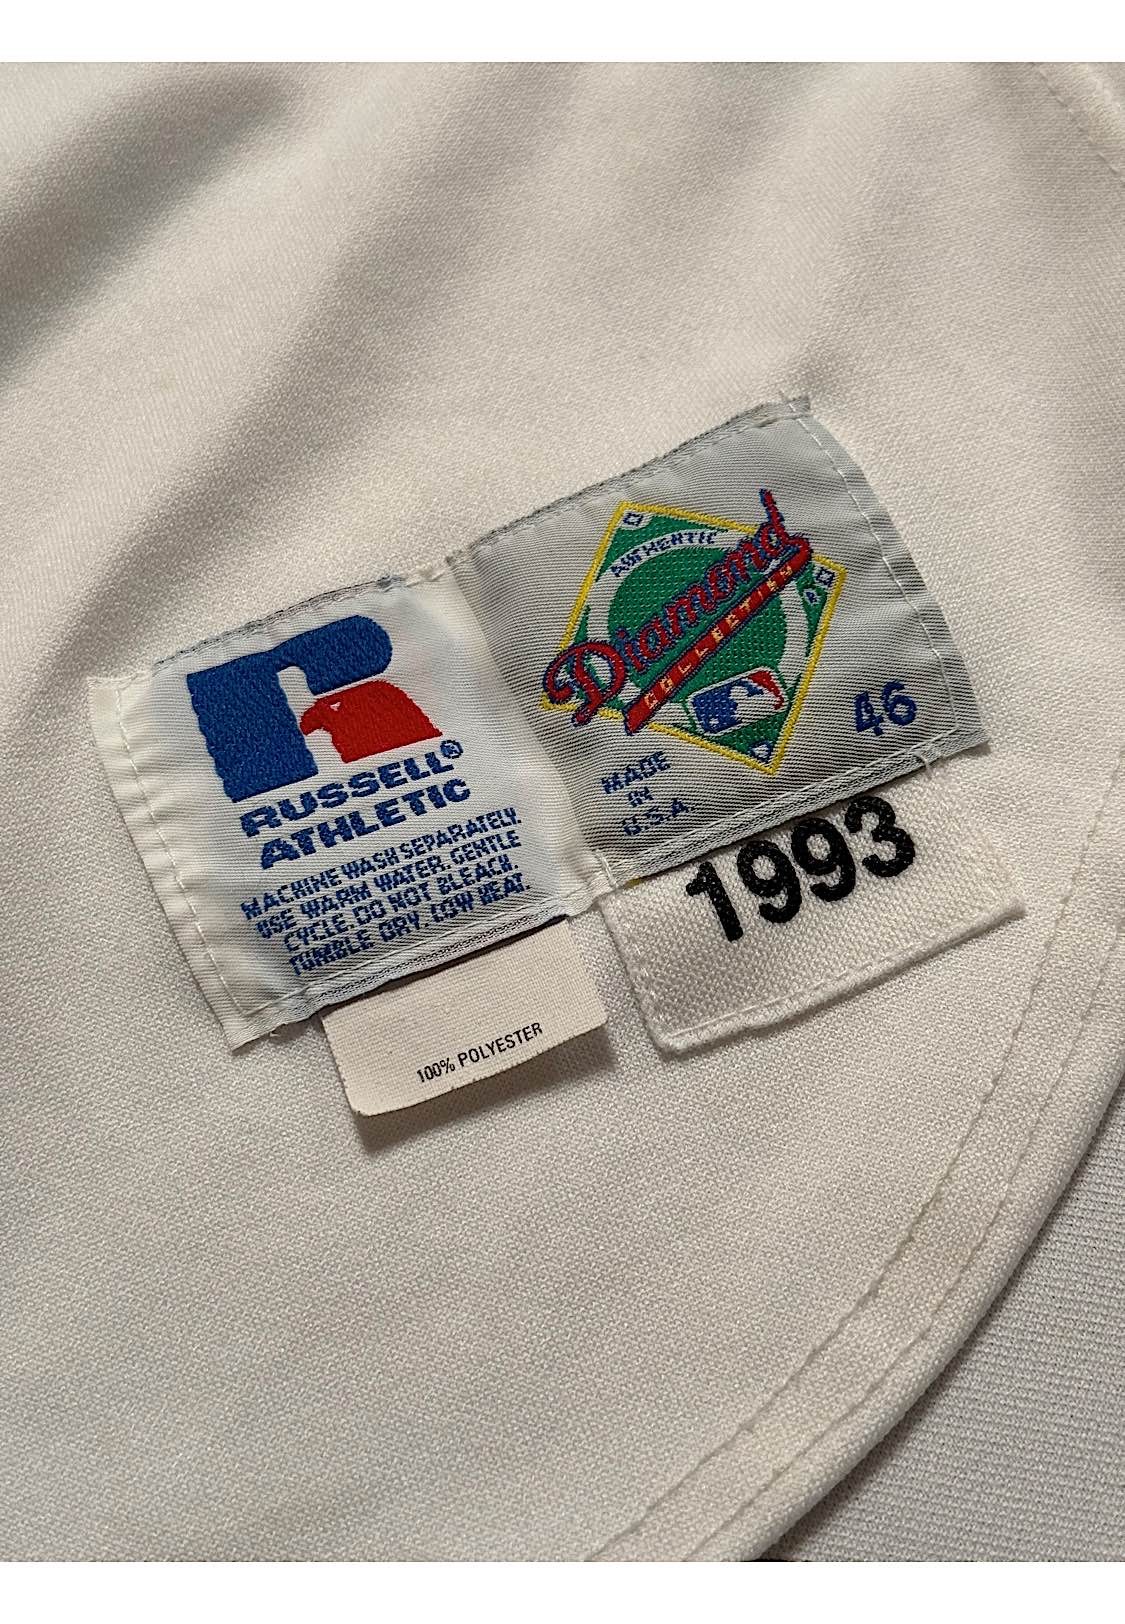 RUSSELL®
ATHLETIC
MACHINE WASH SEPARATELY.
USE WARM WATER. GENTLE
CYCLE. DO NOT BLEACH.
TUMBLE DRY. LOW HEAT.
AUTHENTIC
Diamond
COLLECTION
46
MADE
IN
U.S.A.
1993
100% POLYESTER